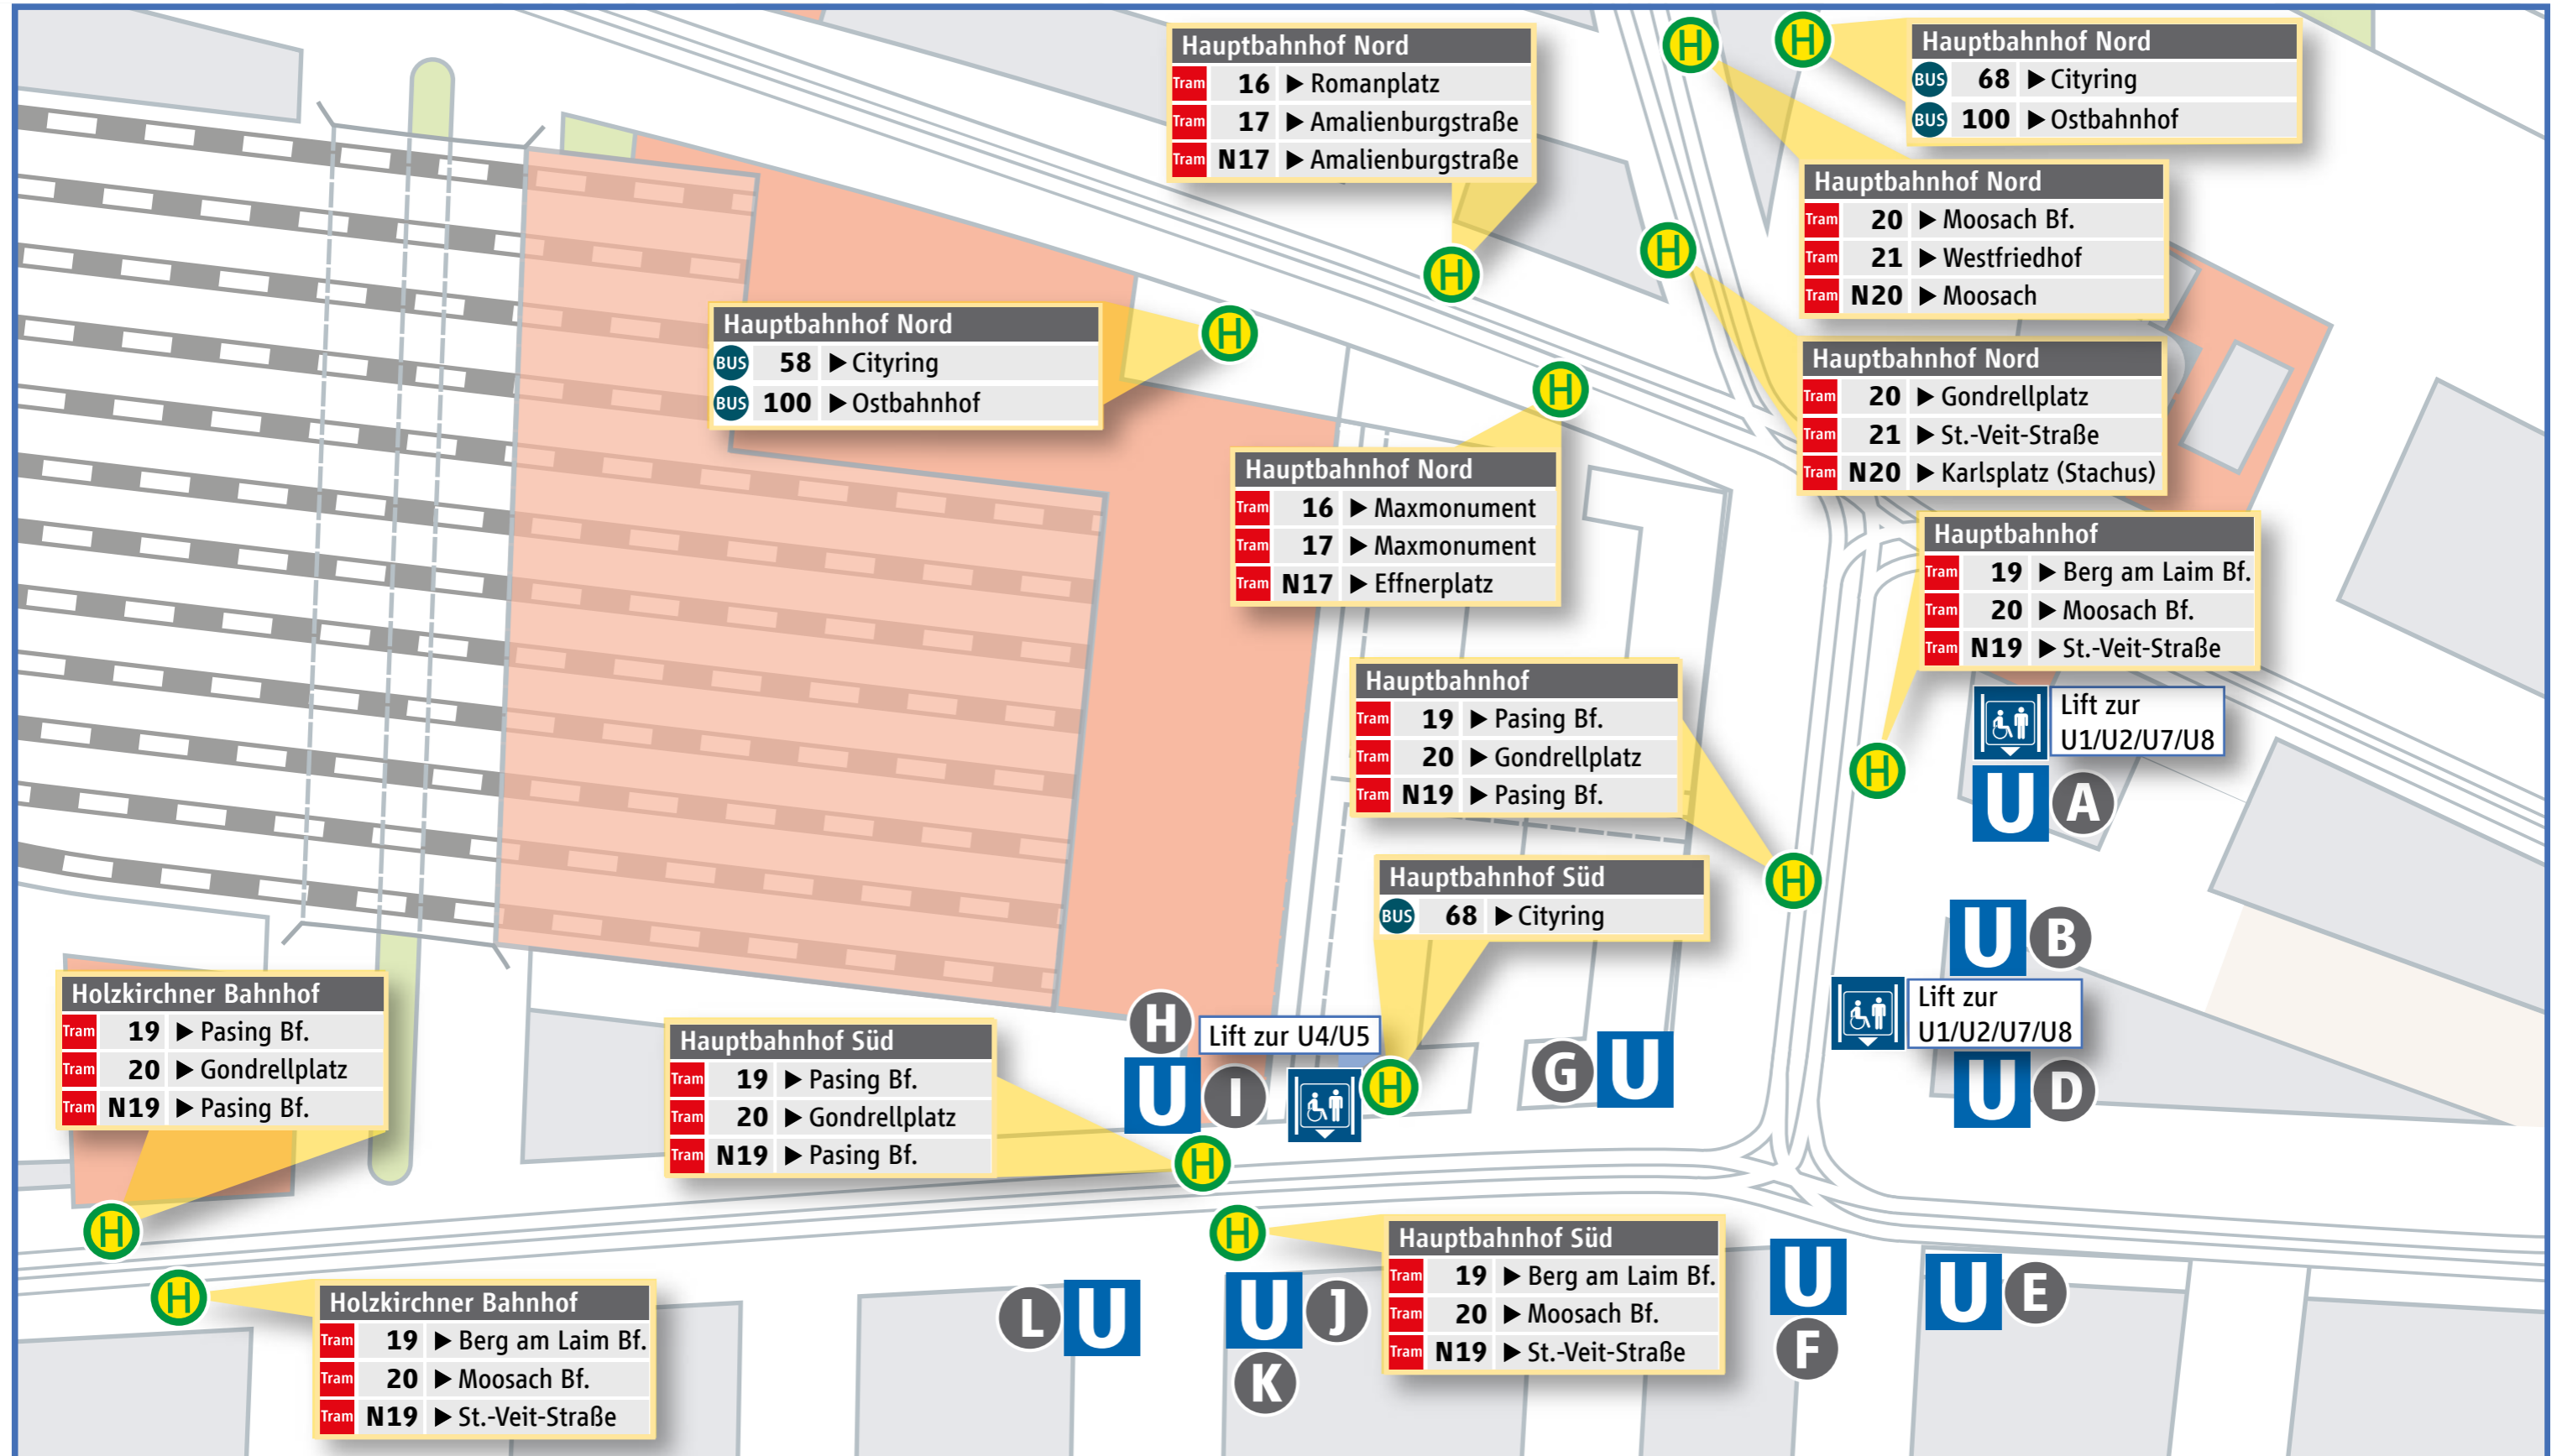 Hauptbahnhof Nord
Tram 16 ▶ Romanplatz
Tram 17 ▶ Amalienburgstraße
Tram N17 ▶ Amalienburgstraße
H
H
Hauptbahnhof Nord
BUS 68 ▶ Cityring
BUS 100 ▶ Ostbahnhof
Hauptbahnhof Nord
Tram 20 ▶ Moosach Bf.
Tram 21 ▶ Westfriedhof
Tram N20 ▶ Moosach
H
H
Hauptbahnhof Nord
BUS 58 ▶ Cityring
BUS 100 ▶ Ostbahnhof
H
Hauptbahnhof Nord
Tram 20 ▶ Gondrellplatz
Tram 21 ▶ St.-Veit-Straße
Tram N20 ▶ Karlsplatz (Stachus)
H
Hauptbahnhof Nord
Tram 16 ▶ Maxmonument
Tram 17 ▶ Maxmonument
Tram N17 ▶ Effnerplatz
Hauptbahnhof
Tram 19 ▶ Berg am Laim Bf.
Tram 20 ▶ Moosach Bf.
Tram N19 ▶ St.-Veit-Straße
Hauptbahnhof
Tram 19 ▶ Pasing Bf.
Tram 20 ▶ Gondrellplatz
Tram N19 ▶ Pasing Bf.
Lift zur
U1/U2/U7/U8
H
U A
H
Hauptbahnhof Süd
BUS 68 ▶ Cityring
U B
Lift zur
U1/U2/U7/U8
U D
Holzkirchner Bahnhof
Tram 19 ▶ Pasing Bf.
Tram 20 ▶ Gondrellplatz
Tram N19 ▶ Pasing Bf.
Hauptbahnhof Süd
Tram 19 ▶ Pasing Bf.
Tram 20 ▶ Gondrellplatz
Tram N19 ▶ Pasing Bf.
H
Lift zur U4/U5
U I
H
G U
H
H
H
Hauptbahnhof Süd
Tram 19 ▶ Berg am Laim Bf.
Tram 20 ▶ Moosach Bf.
Tram N19 ▶ St.-Veit-Straße
H
Holzkirchner Bahnhof
Tram 19 ▶ Berg am Laim Bf.
Tram 20 ▶ Moosach Bf.
Tram N19 ▶ St.-Veit-Straße
L U
U J
K
U
F
U E